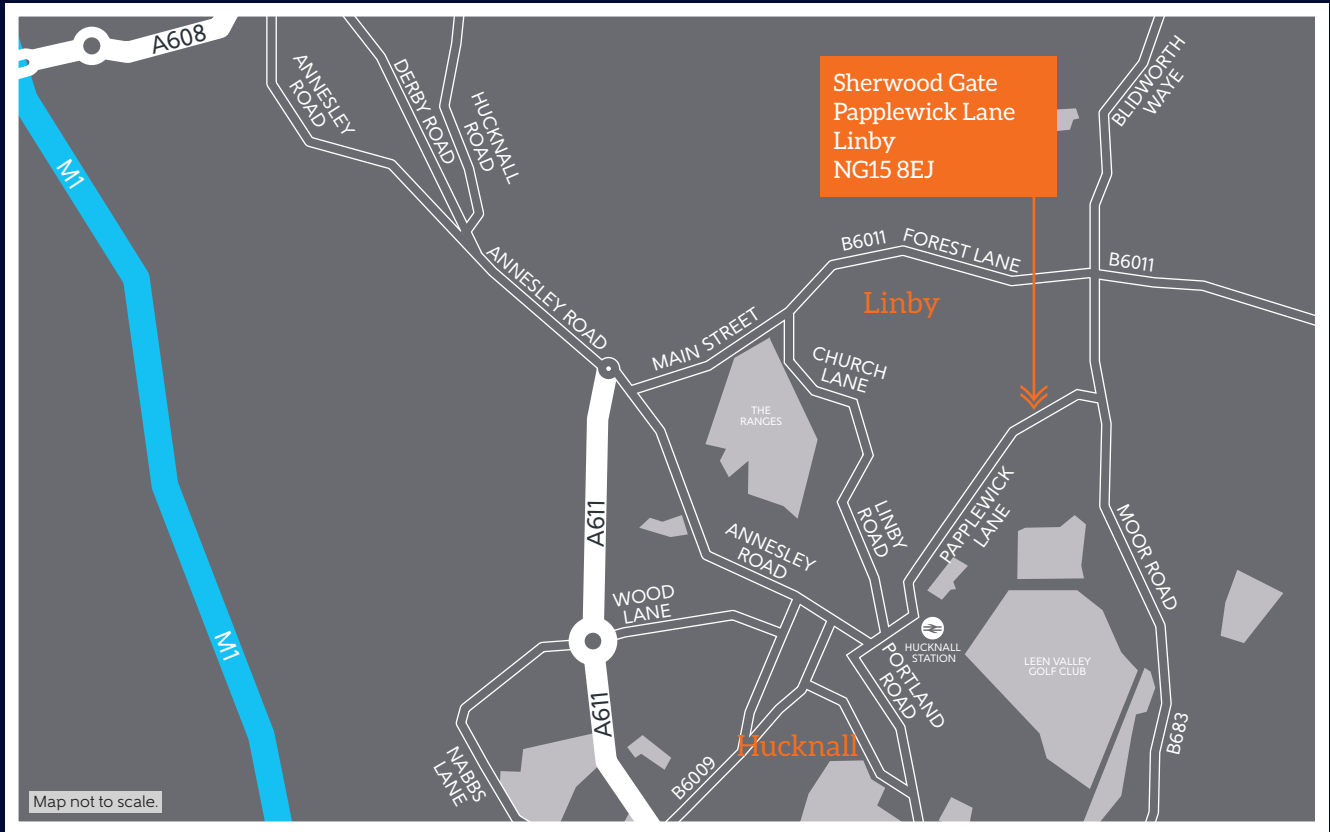 A608
ANNESLEY
ROAD
DERBY ROAD
HUCKNALL
ROAD
BLIDWORTH
WAYE
Sherwood Gate
Papplewick Lane
Linby
NG15 8EJ
M1
ANNESLEY ROAD
B6011
FOREST LANE
B6011
Linby
MAIN STREET
CHURCH
LANE
THE
RANGES
A611
ANNESLEY
ROAD
LINBY
ROAD
PAPPLEWICK
LANE
MOOR ROAD
WOOD
LANE
HUCKNALL
STATION
LEEN VALLEY
GOLF CLUB
M1
PORTLAND
ROAD
A611
Hucknall
B683
NABBS
LANE
B6009
Map not to scale.